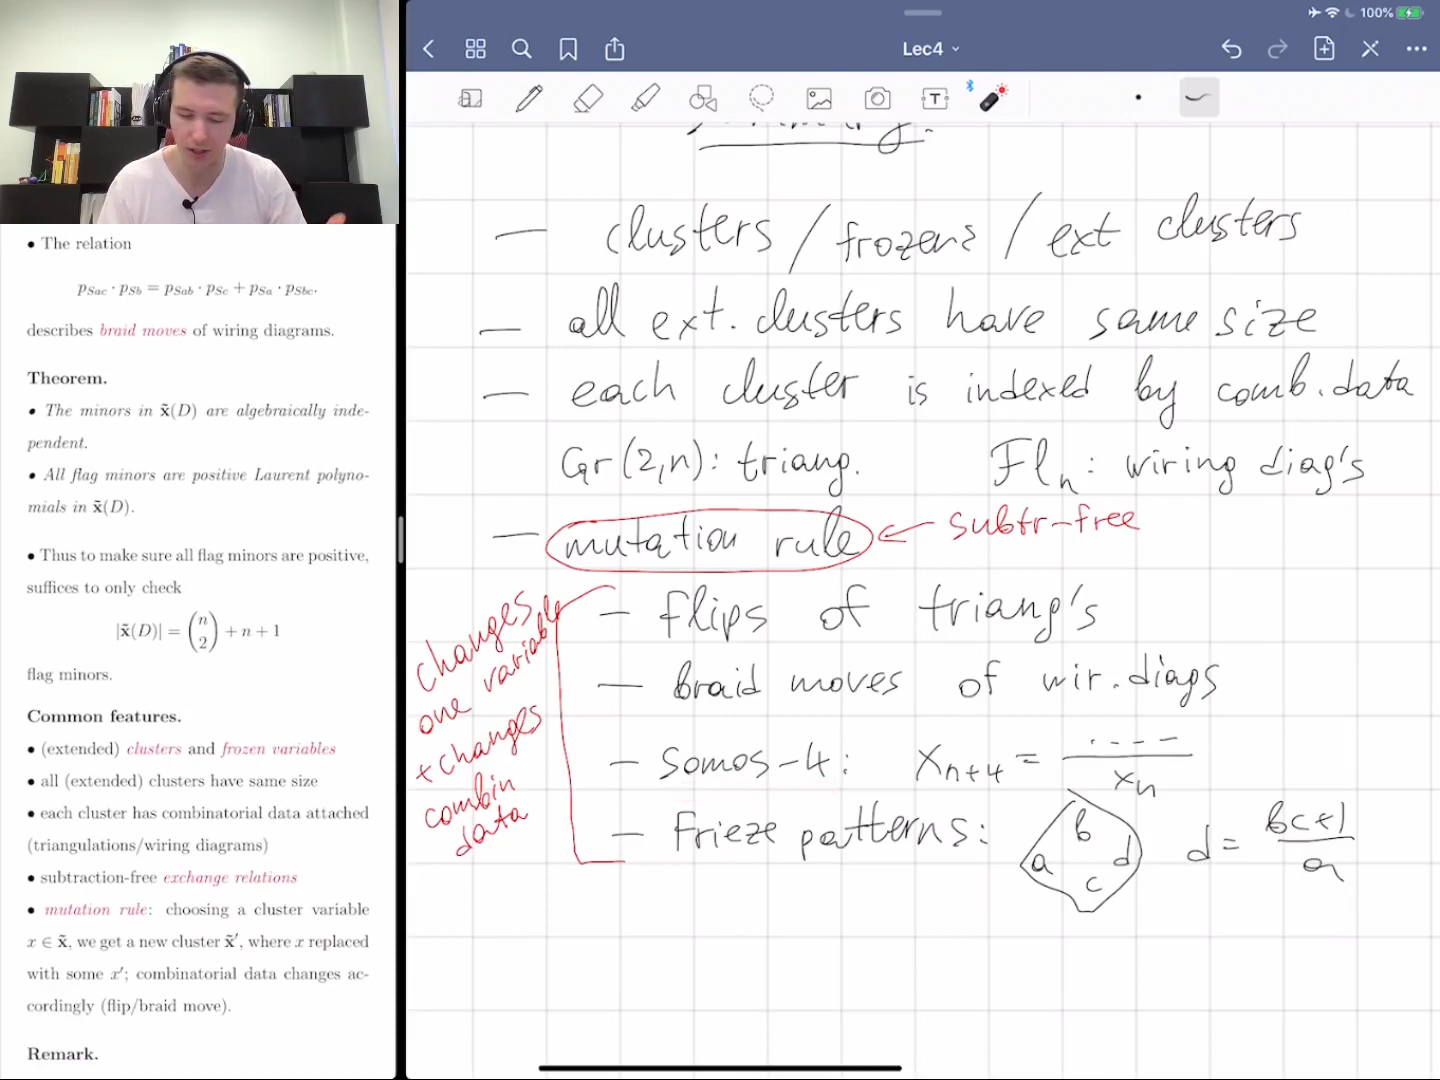 100%
Lec4
• The relation
pSac · pSb = pSab · pSc + pSa · pSbc.
describes braid moves of wiring diagrams.
Theorem.
• The minors in x̃(D) are algebraically inde-
pendent.
• All flag minors are positive Laurent polyno-
mials in x̃(D).
• Thus to make sure all flag minors are positive,
suffices to only check
|x̃(D)| = (n 2) + n + 1
flag minors.
Common features.
• (extended) clusters and frozen variables
• all (extended) clusters have same size
• each cluster has combinatorial data attached
(triangulations/wiring diagrams)
• subtraction-free exchange relations
• mutation rule: choosing a cluster variable
x ∈ x̃, we get a new cluster x̃′, where x replaced
with some x′; combinatorial data changes ac-
cordingly (flip/braid move).
Remark.
— clusters / frozens / ext clusters
— all ext. clusters have same size
— each cluster is indexed by comb. data
Gr(2,n): triang. Fl_n: wiring diag's
— mutation rule ← subtr-free
— flips of triang's
— braid moves of wir. diags
— Somos-4: x_{n+4} = ---- / x_n
— Frieze patterns: a b c d d = bc+1 / a
changes
one variable
+ changes
combin
data